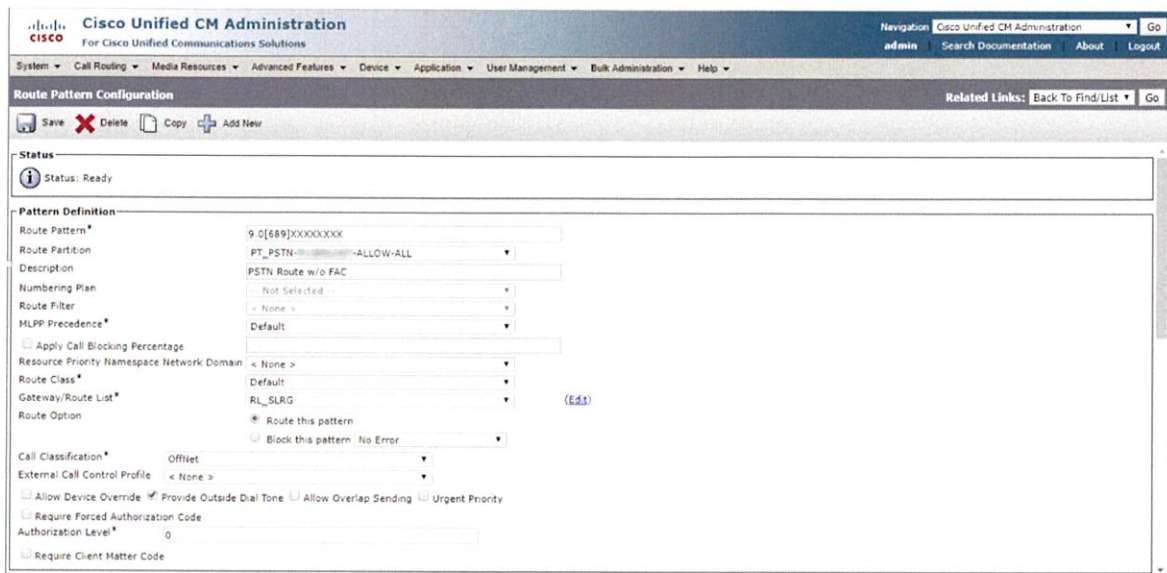 CISCO
Cisco Unified CM Administration
For Cisco Unified Communications Solutions
Navigation Cisco Unified CM Administration Go
admin Search Documentation About Logout
System Call Routing Media Resources Advanced Features Device Application User Management Bulk Administration Help
Route Pattern Configuration
Related Links: Back To Find/List Go
Save Delete Copy Add New
Status
Status: Ready
Pattern Definition
Route Pattern* 9.0[689]XXXXXXXX
Route Partition PT_PSTN- -ALLOW-ALL
Description PSTN Route w/o FAC
Numbering Plan -- Not Selected --
Route Filter < None >
MLPP Precedence* Default
Apply Call Blocking Percentage
Resource Priority Namespace Network Domain < None >
Route Class* Default
Gateway/Route List* RL_SLRG (Edit)
Route Option Route this pattern
Block this pattern No Error
Call Classification* OffNet
External Call Control Profile < None >
Allow Device Override Provide Outside Dial Tone Allow Overlap Sending Urgent Priority
Require Forced Authorization Code
Authorization Level* 0
Require Client Matter Code